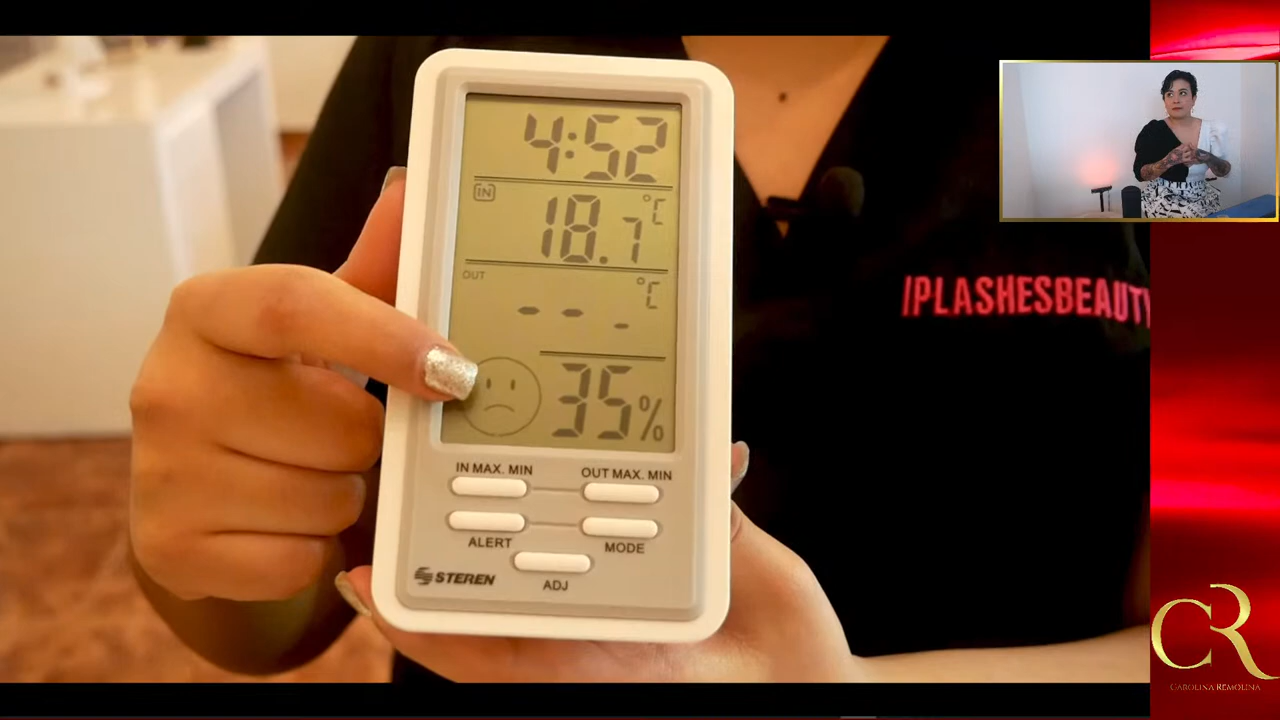 4:52
IN
18.7 °C
OUT
°C
-- -. -
35%
IN MAX. MIN
OUT MAX. MIN
ALERT
MODE
ADJ
STEREN
IPLASHESBEAUTY
CR
CAROLINA REMOLINA